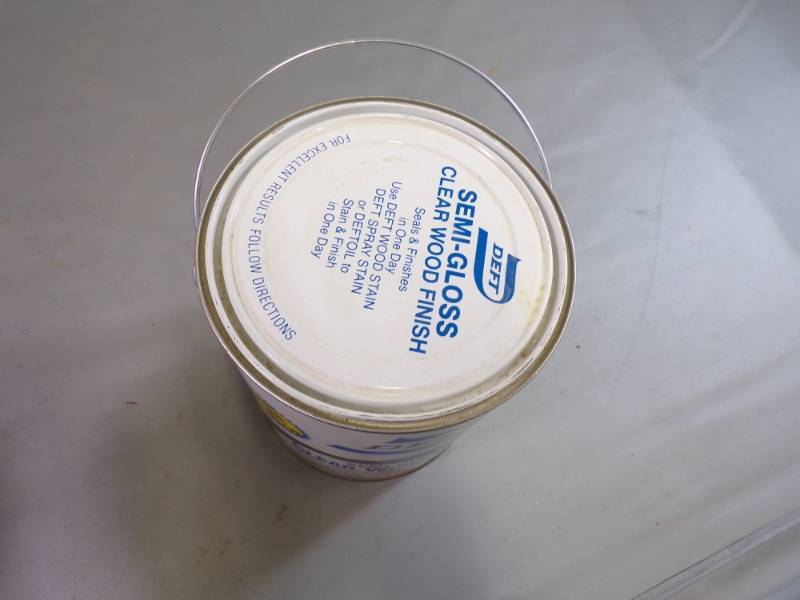 DEFT
SEMI-GLOSS
CLEAR WOOD FINISH
Seals & Finishes
in One Day
Use DEFT WOOD STAIN
DEFT SPRAY STAIN
or DEFTOIL to
Stain & Finish
in One Day
FOR EXCELLENT RESULTS FOLLOW DIRECTIONS
CLEAR